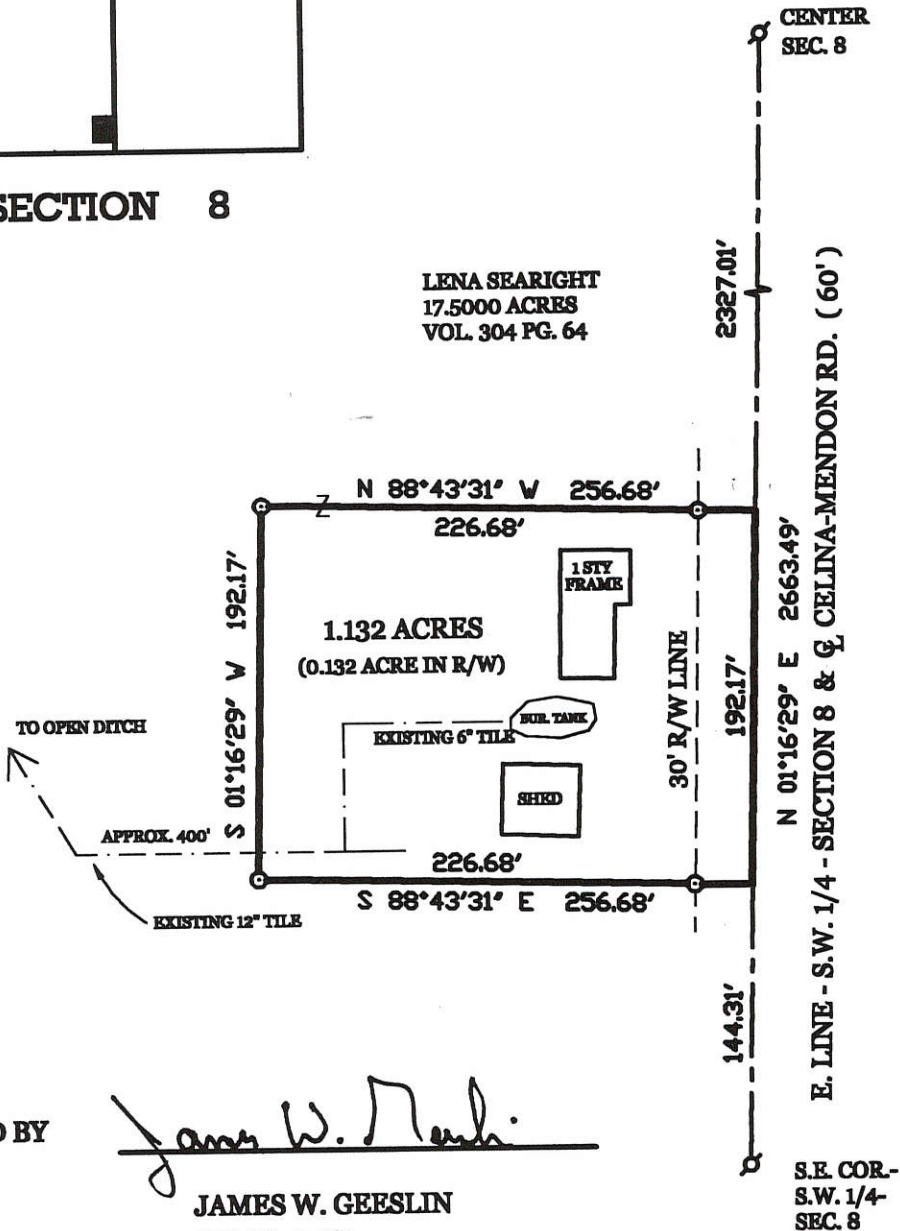 CENTER
SEC. 8
SECTION 8
LENA SEARIGHT
17.5000 ACRES
VOL. 304 PG. 64
2327.01'
N 88°43'31" W 256.68'
226.68'
Z
1 STY
FRAME
S 01°16'29" W 192.17'
1.132 ACRES
(0.132 ACRE IN R/W)
30' R/W LINE
192.17'
N 01°16'29" E 2663.49'
E. LINE - S.W. 1/4 - SECTION 8 & ℄ CELINA-MENDON RD. (60')
BUR. TANK
EXISTING 6" TILE
TO OPEN DITCH
SHED
APPROX. 400'
226.68'
S 88°43'31" E 256.68'
EXISTING 12" TILE
144.31'
BY
James W.
JAMES W. GEESLIN
S.E. COR.-
S.W. 1/4-
SEC. 8